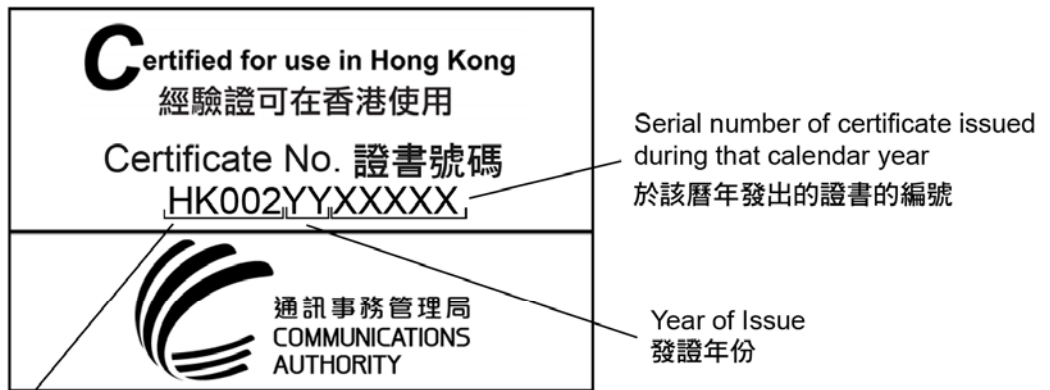 Certified for use in Hong Kong
經驗證可在香港使用
Certificate No. 證書號碼
HK002YYXXXXX
通訊事務管理局
COMMUNICATIONS
AUTHORITY
Serial number of certificate issued
during that calendar year
於該曆年發出的證書的編號
Year of Issue
發證年份